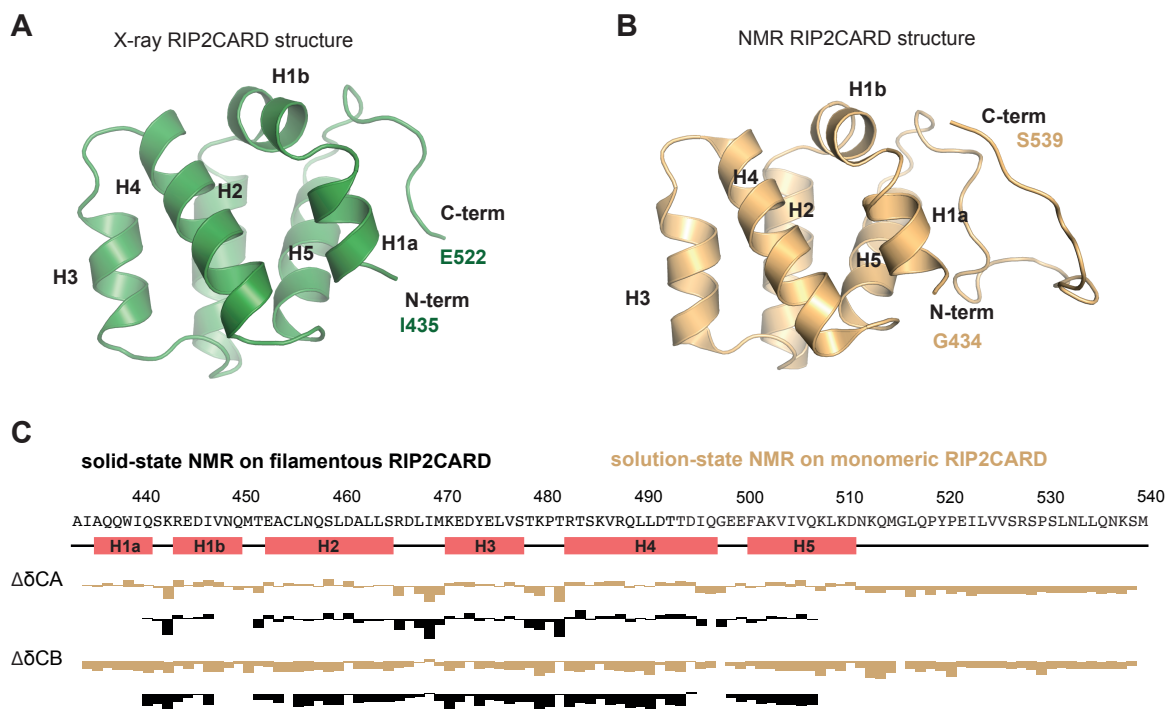 A
X-ray RIP2CARD structure
H1b
H4
H2
H3
H5
H1a
C-term
E522
N-term
I435
B
NMR RIP2CARD structure
H1b
C-term
S539
H4
H2
H1a
H5
H3
N-term
G434
C
solid-state NMR on filamentous RIP2CARD
solution-state NMR on monomeric RIP2CARD
440 450 460 470 480 490 500 510 520 530 540
AIAQQWIQSKREDIVNQMTEACLNQSLDALLSRDLIMKEDYELVSTKPTRTSKVRQLLDTTDIQGEEFAKVIVQKLKDNKQMGLQPYPEILVVSRSPSLNLLQNKSM
H1a H1b H2 H3 H4 H5
ΔδCA
ΔδCB